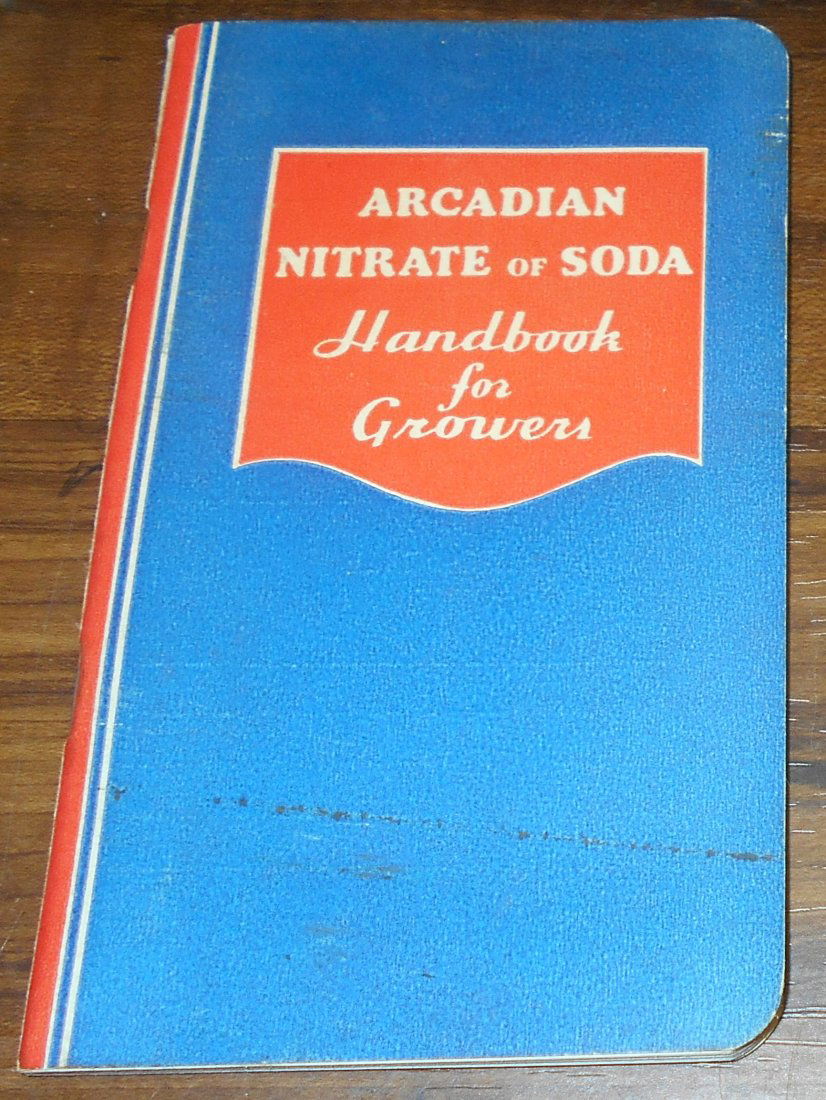 ARCADIAN
NITRATE OF SODA
Handbook
for
Growers